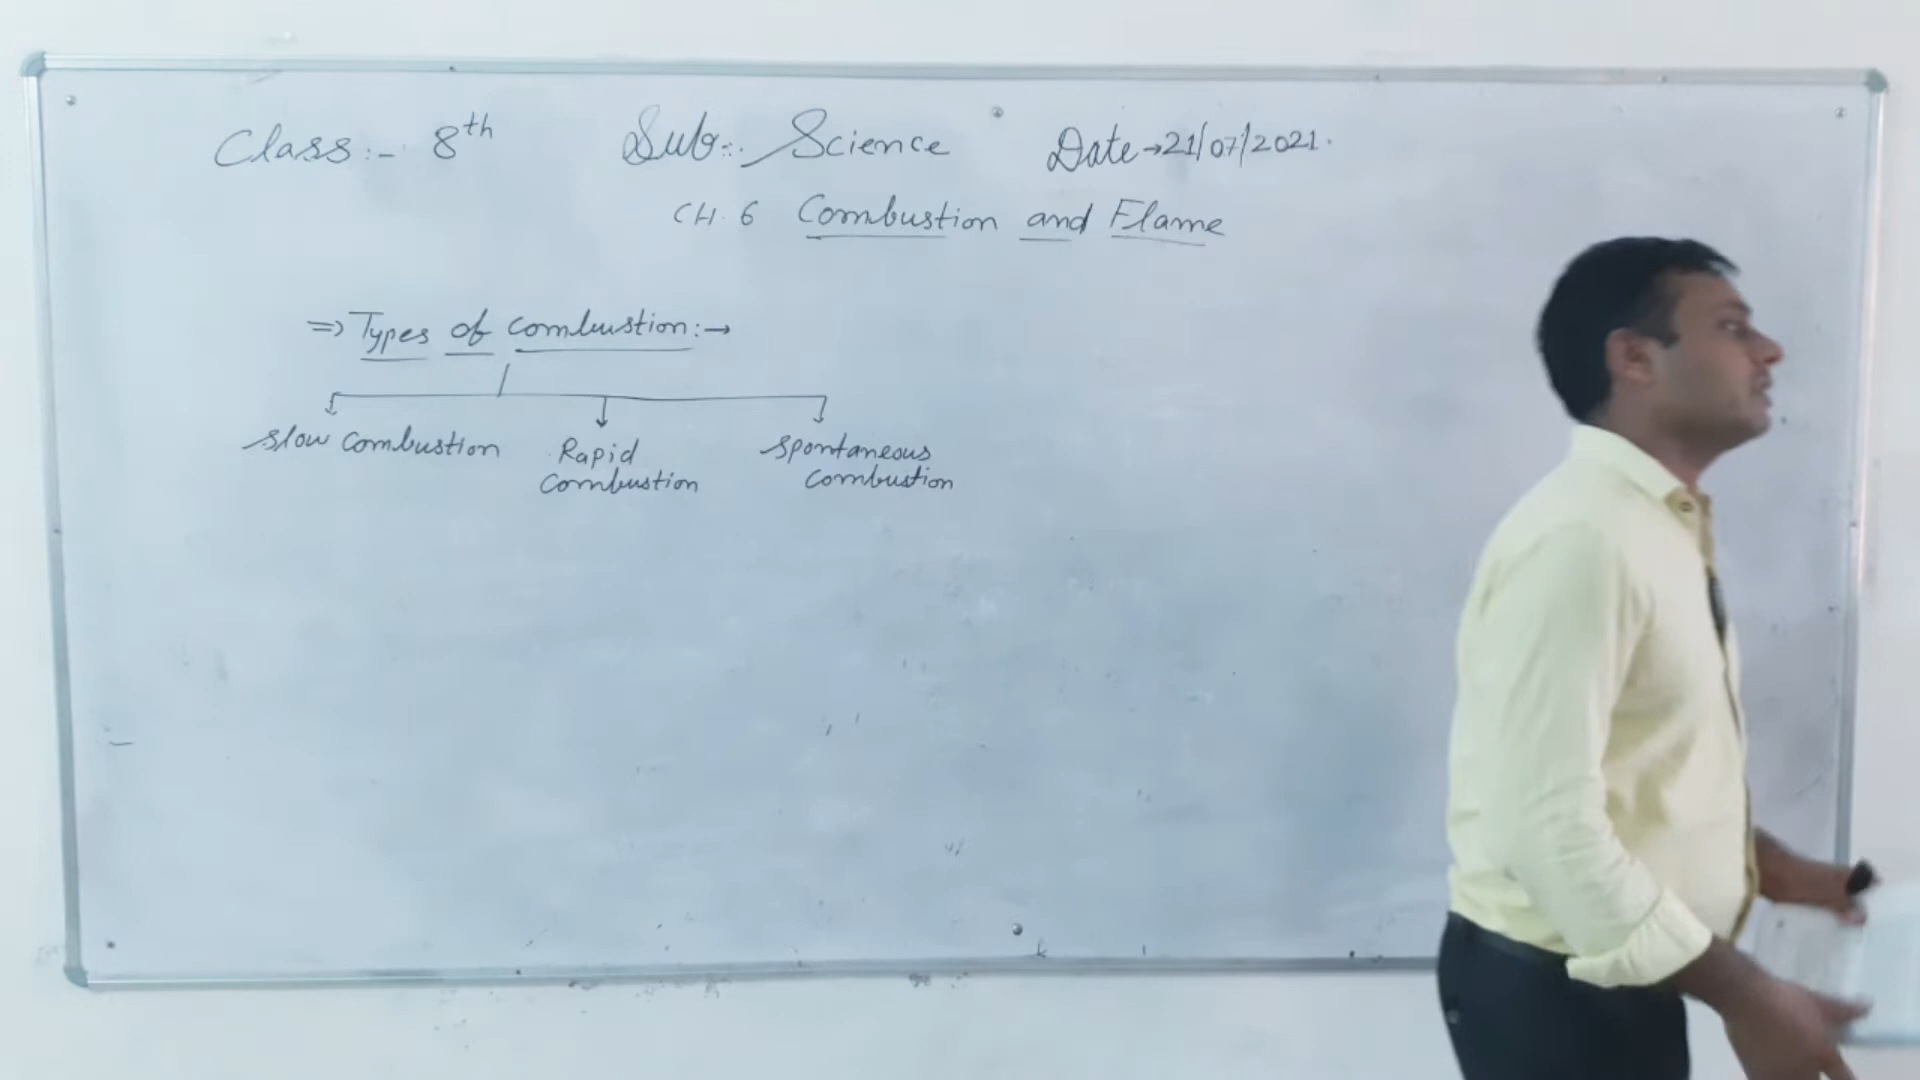 Class:- 8th Sub:. Science Date→21/07/2021.
CH. 6 Combustion and Flame
⇒ Types of combustion:→
slow combustion Rapid Combustion spontaneous Combustion